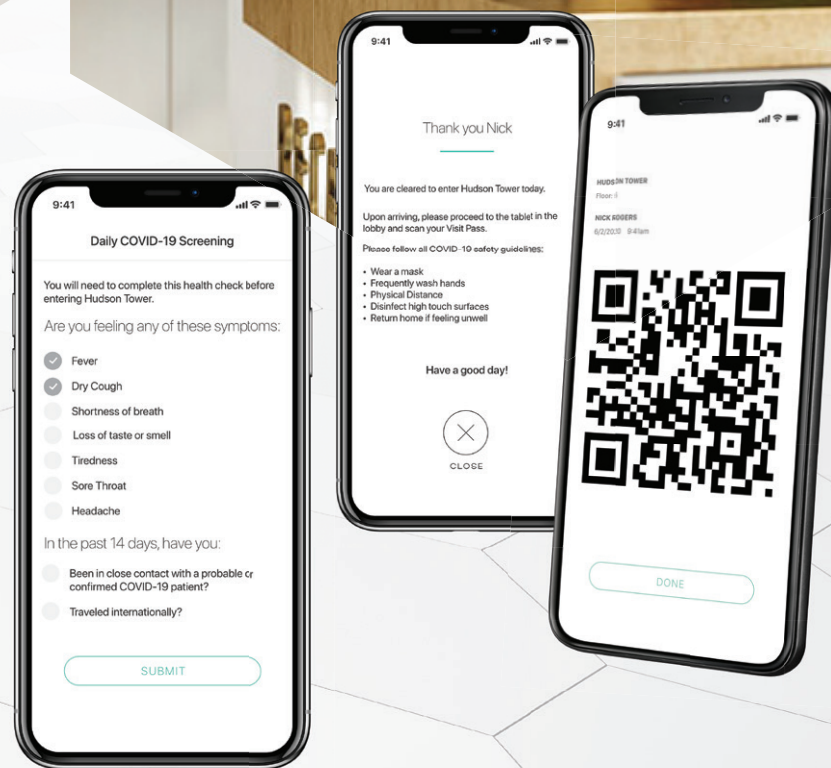 9:41
Daily COVID-19 Screening
You will need to complete this health check before
entering Hudson Tower.
Are you feeling any of these symptoms:
Fever
Dry Cough
Shortness of breath
Loss of taste or smell
Tiredness
Sore Throat
Headache
In the past 14 days, have you:
Been in close contact with a probable or
confirmed COVID-19 patient?
Traveled internationally?
SUBMIT
9:41
Thank you Nick
You are cleared to enter Hudson Tower today.
Upon arriving, please proceed to the tablet in the
lobby and scan your Visit Pass.
Please follow all COVID-19 safety guidelines:
• Wear a mask
• Frequently wash hands
• Physical Distance
• Disinfect high touch surfaces
• Return home if feeling unwell
Have a good day!
CLOSE
9:41
HUDSON TOWER
Floor:
NICK ROGERS
9:41am
DONE